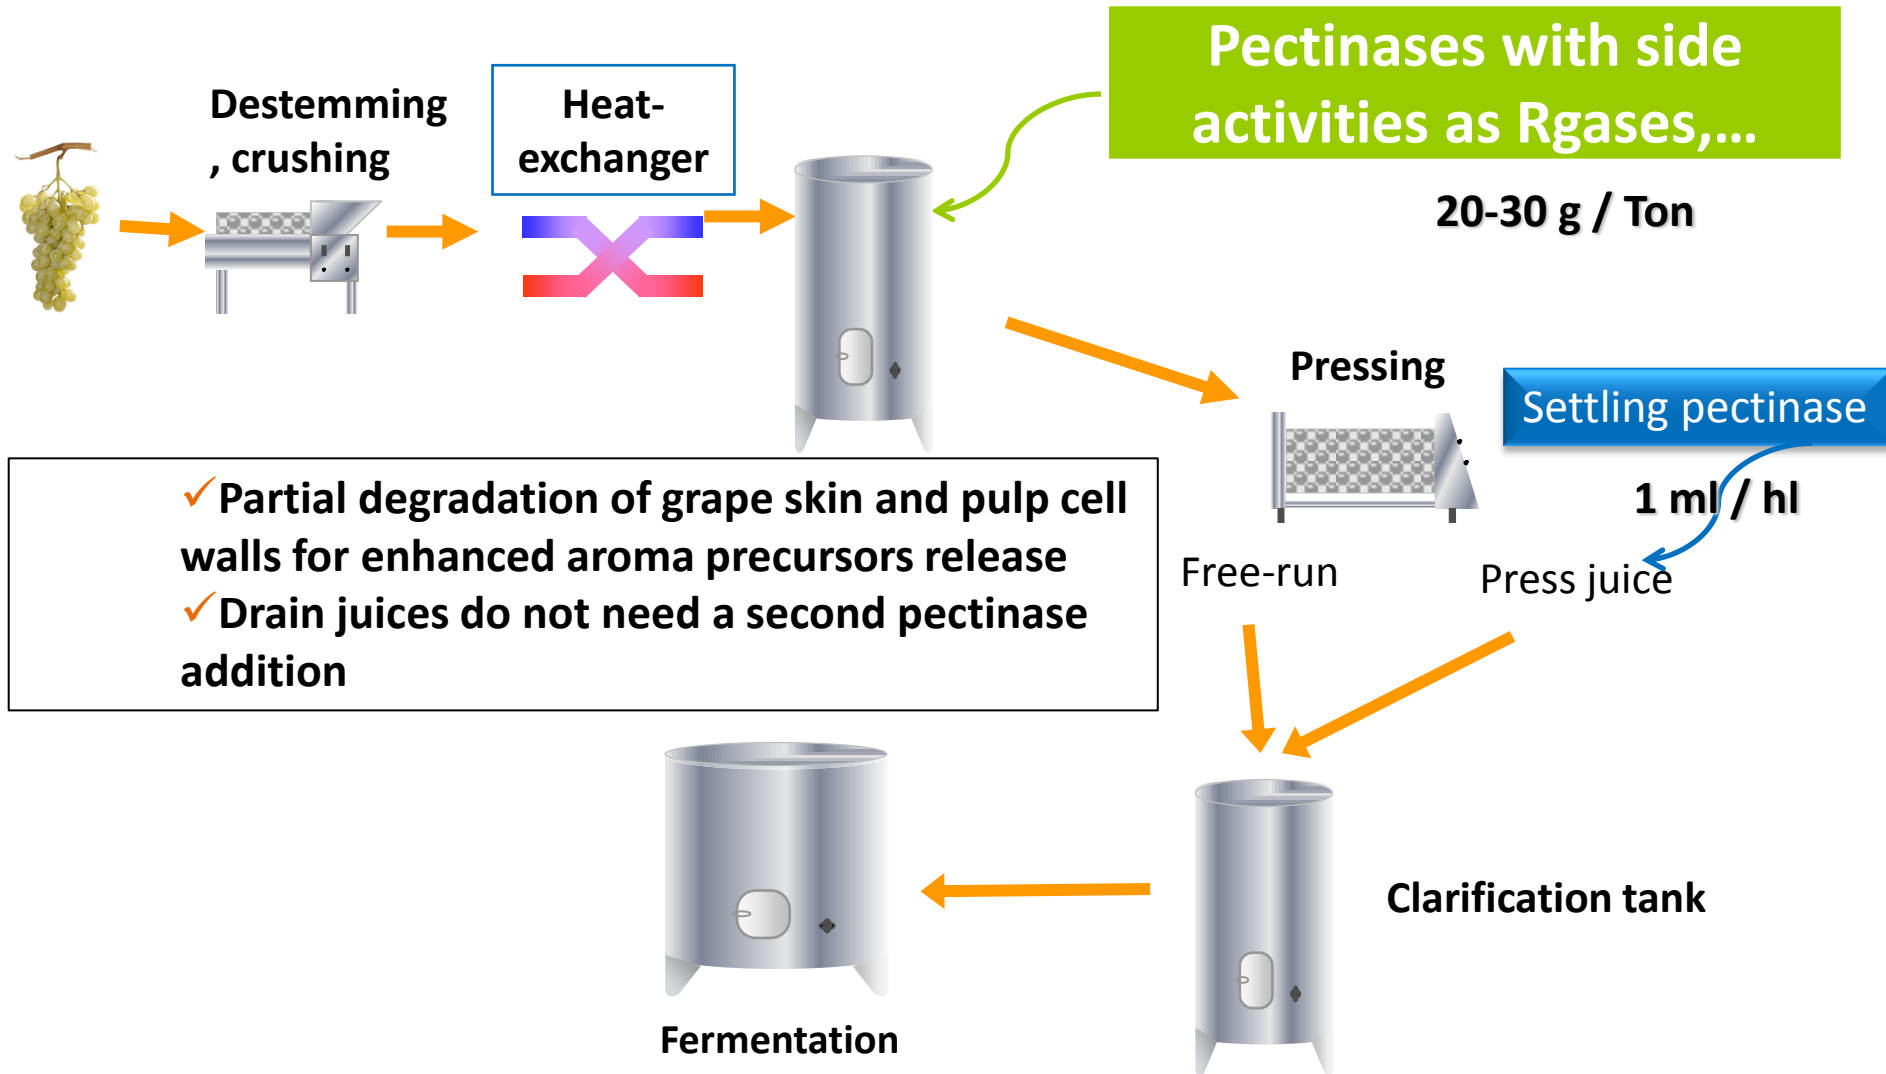 Pectinases with side
activities as Rgases,...
Destemming
, crushing
Heat-
exchanger
20-30 g / Ton
Pressing
Settling pectinase
1 ml / hl
✓Partial degradation of grape skin and pulp cell
walls for enhanced aroma precursors release
✓Drain juices do not need a second pectinase
addition
Free-run
Press juice
Clarification tank
Fermentation